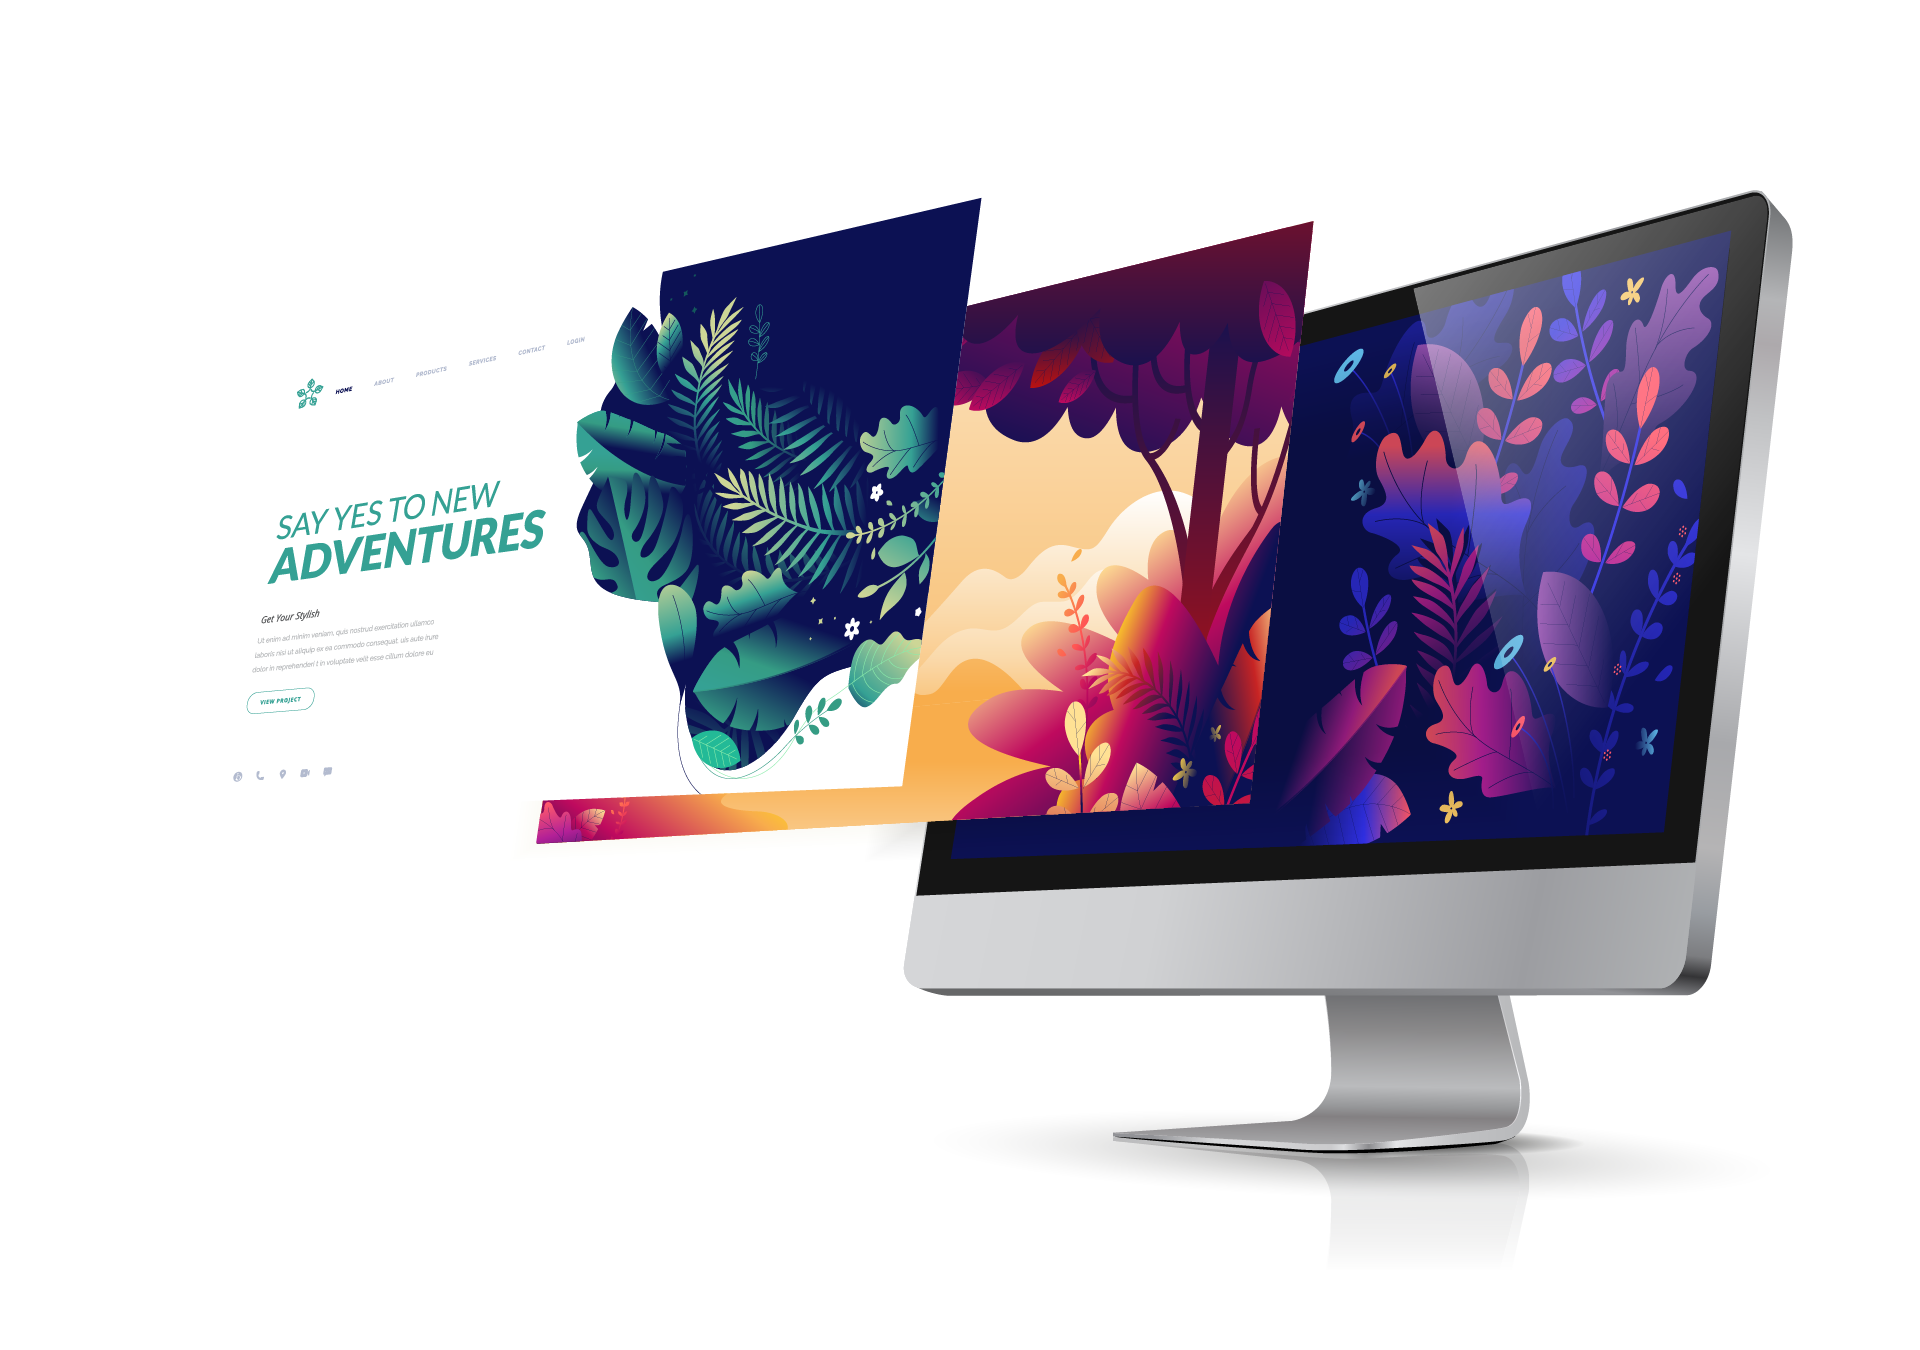 HOME ABOUT PRODUCTS SERVICES CONTACT LOGIN
SAY YES TO NEW
ADVENTURES
Get Your Stylish
Ut enim ad minim veniam, quis nostrud exercitation ullamco
laboris nisi ut aliquip ex ea commodo consequat. uis aute irure
dolor in reprehenderi t in voluptate velit esse cillum dolore eu
VIEW PROJECT